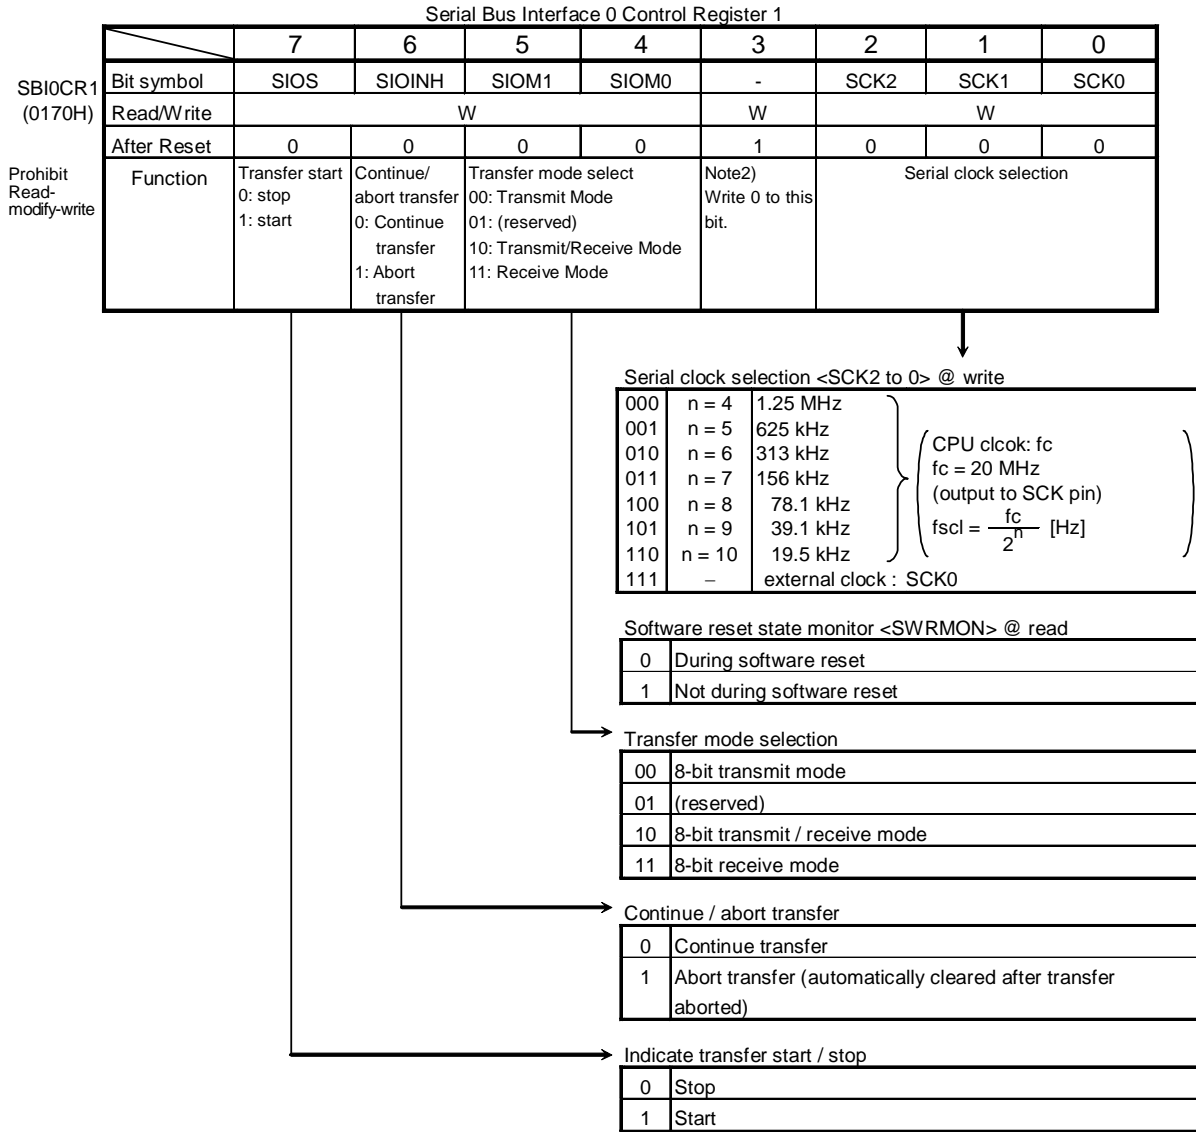 Serial Bus Interface 0 Control Register 1
7 6 5 4 3 2 1 0
SBI0CR1
(0170H)
Bit symbol SIOS SIOINH SIOM1 SIOM0 - SCK2 SCK1 SCK0
Read/Write W W W
After Reset 0 0 0 0 1 0 0 0
Prohibit
Read-
modify-write
Function
Transfer start
0: stop
1: start
Continue/
abort transfer
0: Continue
transfer
1: Abort
transfer
Transfer mode select
00: Transmit Mode
01: (reserved)
10: Transmit/Receive Mode
11: Receive Mode
Note2)
Write 0 to this
bit.
Serial clock selection
Serial clock selection <SCK2 to 0> @ write
000 n = 4 1.25 MHz
001 n = 5 625 kHz
010 n = 6 313 kHz
011 n = 7 156 kHz
100 n = 8 78.1 kHz
101 n = 9 39.1 kHz
110 n = 10 19.5 kHz
111 – external clock : SCK0
CPU clcok: fc
fc = 20 MHz
(output to SCK pin)
fscl = fc / 2^n [Hz]
Software reset state monitor <SWRMON> @ read
0 During software reset
1 Not during software reset
Transfer mode selection
00 8-bit transmit mode
01 (reserved)
10 8-bit transmit / receive mode
11 8-bit receive mode
Continue / abort transfer
0 Continue transfer
1 Abort transfer (automatically cleared after transfer
aborted)
Indicate transfer start / stop
0 Stop
1 Start